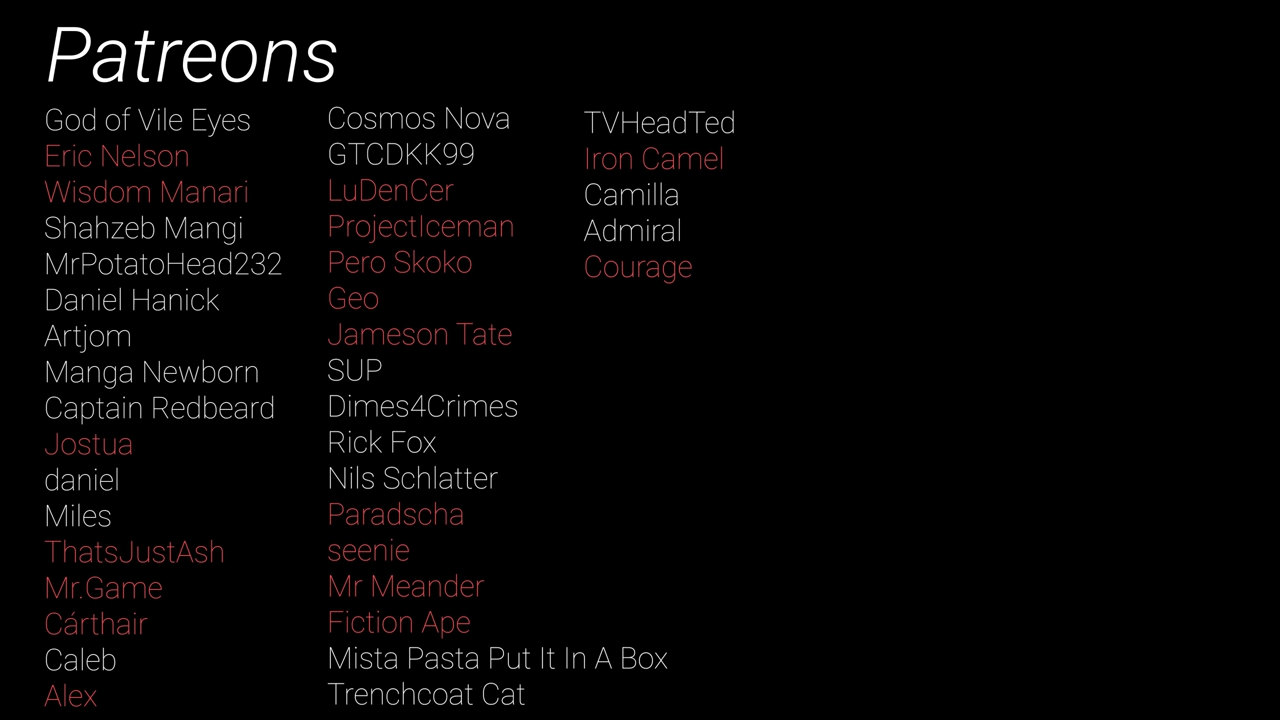 Patreons
God of Vile Eyes
Eric Nelson
Wisdom Manari
Shahzeb Mangi
MrPotatoHead232
Daniel Hanick
Artjom
Manga Newborn
Captain Redbeard
Jostua
daniel
Miles
ThatsJustAsh
Mr.Game
Cárthair
Caleb
Alex
Cosmos Nova
GTCDKK99
LuDenCer
ProjectIceman
Pero Skoko
Geo
Jameson Tate
SUP
Dimes4Crimes
Rick Fox
Nils Schlatter
Paradscha
seenie
Mr Meander
Fiction Ape
Mista Pasta Put It In A Box
Trenchcoat Cat
TVHeadTed
Iron Camel
Camilla
Admiral
Courage